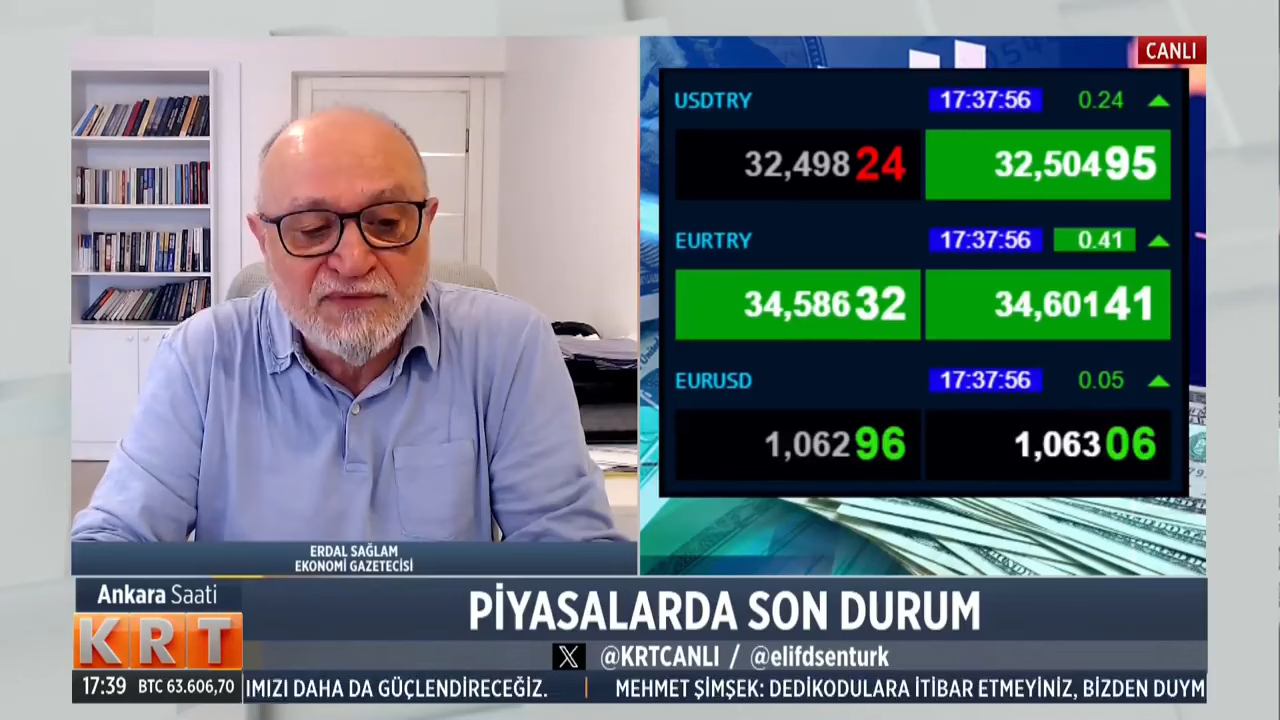 CANLI
USDTRY 17:37:56 0.24
32,49824 32,50495
EURTRY 17:37:56 0.41
34,58632 34,60141
EURUSD 17:37:56 0.05
1,06296 1,06306
ERDAL SAĞLAM
EKONOMİ GAZETECİSİ
Ankara Saati
PİYASALARDA SON DURUM
KRT
@KRTCANLI / @elifdsenturk
17:39 BTC 63.606,70 IMIZI DAHA DA GÜÇLENDİRECEĞİZ. | MEHMET ŞİMŞEK: DEDİKODULARA İTİBAR ETMEYİNİZ, BİZDEN DUYM